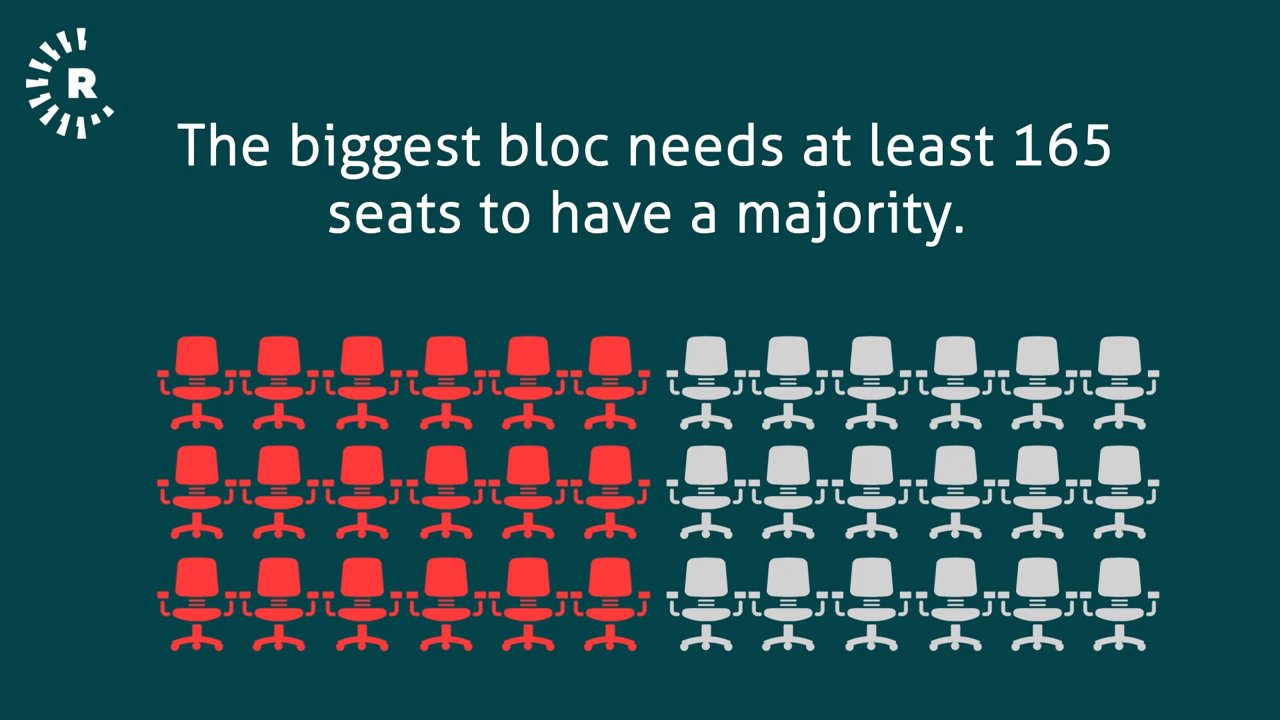 R
The biggest bloc needs at least 165
seats to have a majority.